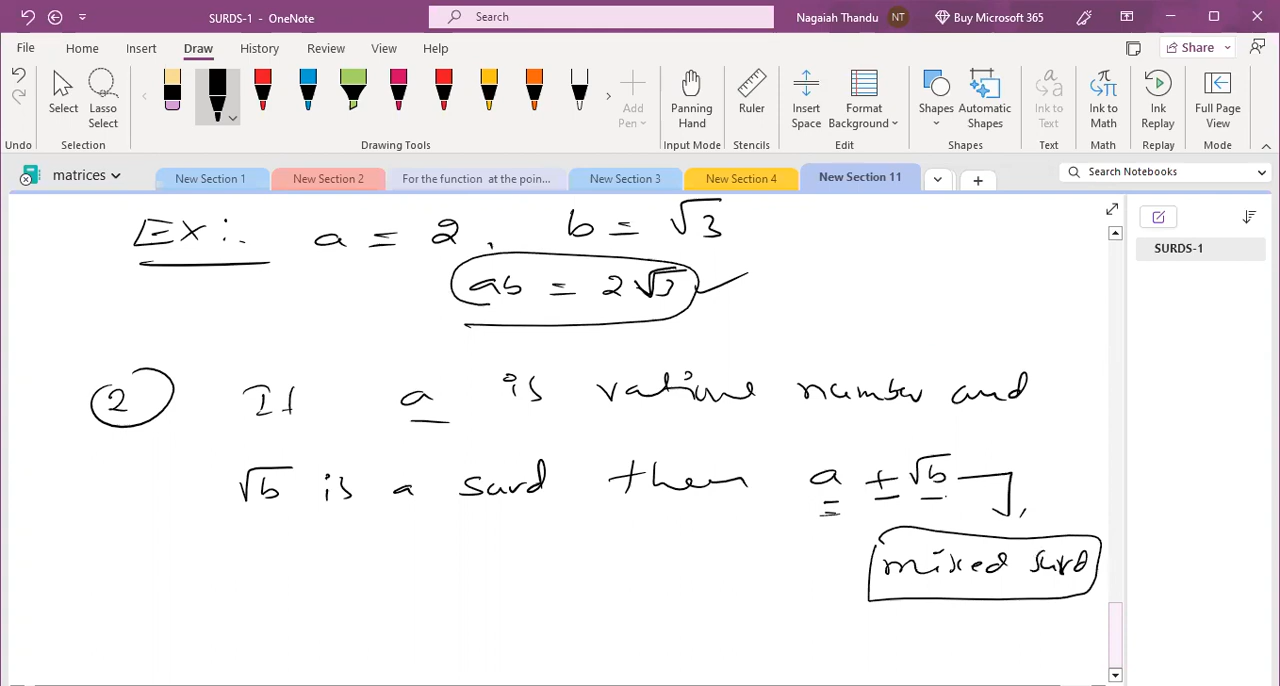 SURDS-1 - OneNote
Search
Nagaiah Thandu NT
Buy Microsoft 365
File Home Insert Draw History Review View Help
Share
Undo
Select
Lasso Select
Selection
Drawing Tools
Add Pen
Panning Hand
Input Mode
Ruler
Stencils
Insert Space
Format Background
Edit
Shapes
Automatic Shapes
Shapes
Ink to Text
Text
Ink to Math
Math
Ink Replay
Replay
Full Page View
Mode
matrices
New Section 1
New Section 2
For the function at the poin...
New Section 3
New Section 4
New Section 11
Search Notebooks
SURDS-1
Ex:. a = 2, b = √3
ab = 2√3
2 If a is number and
√b is a surd then a + √b
mixed surd